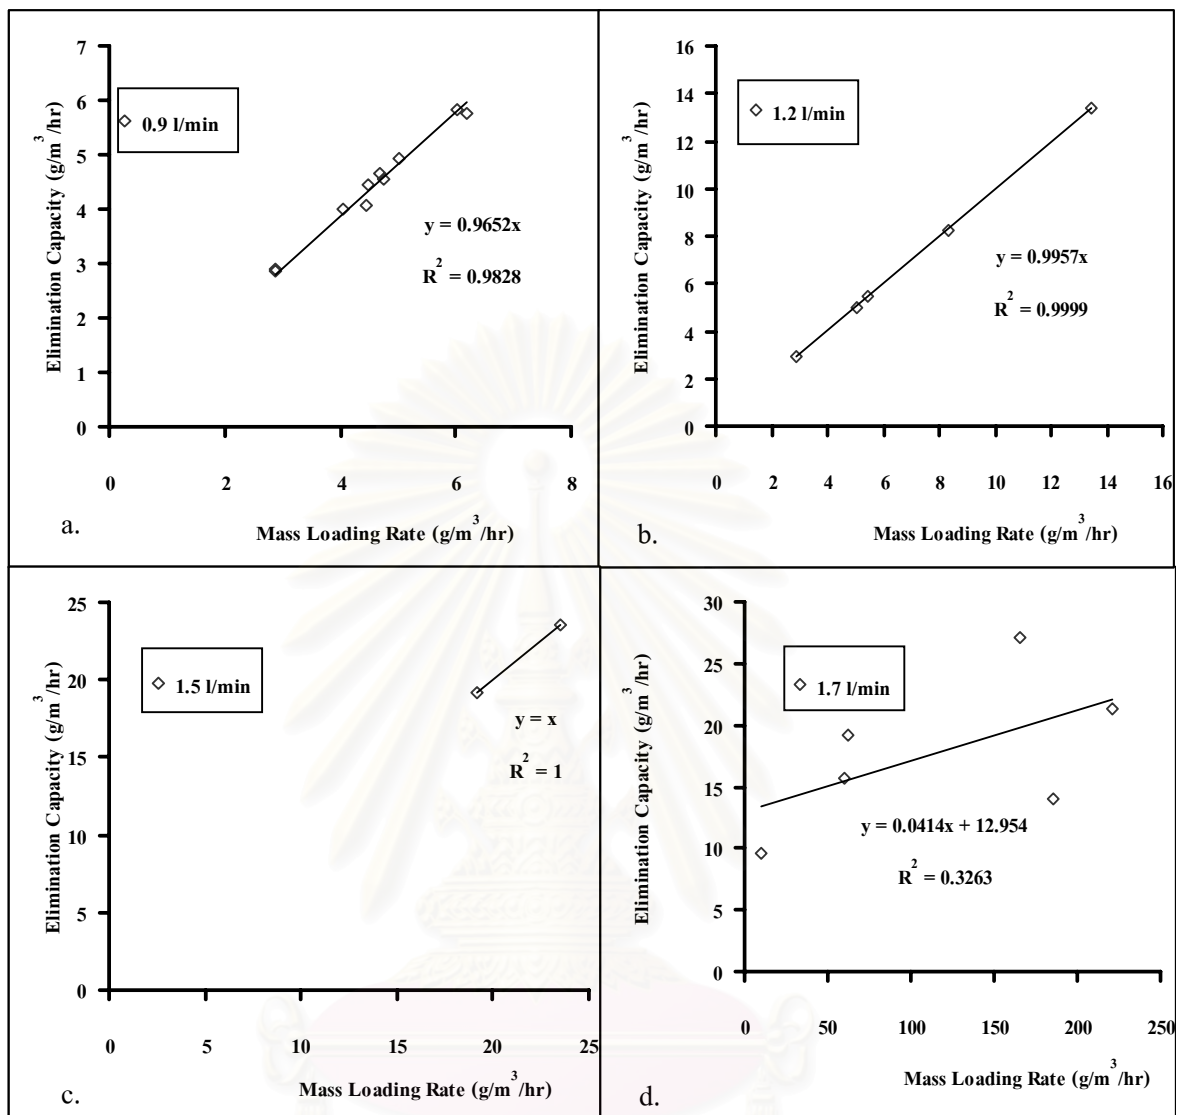 7
6
5
4
3
2
1
0
Elimination Capacity (g/m³/hr)
0.9 l/min
y = 0.9652x
R² = 0.9828
0 2 4 6 8
Mass Loading Rate (g/m³/hr)
a.
16
14
12
10
8
6
4
2
0
Elimination Capacity (g/m³/hr)
1.2 l/min
y = 0.9957x
R² = 0.9999
0 2 4 6 8 10 12 14 16
Mass Loading Rate (g/m³/hr)
b.
25
20
15
10
5
0
Elimination Capacity (g/m³/hr)
1.5 l/min
y = x
R² = 1
0 5 10 15 20 25
Mass Loading Rate (g/m³/hr)
c.
30
25
20
15
10
5
0
Elimination Capacity (g/m³/hr)
1.7 l/min
y = 0.0414x + 12.954
R² = 0.3263
0 50 100 150 200 250
Mass Loading Rate (g/m³/hr)
d.